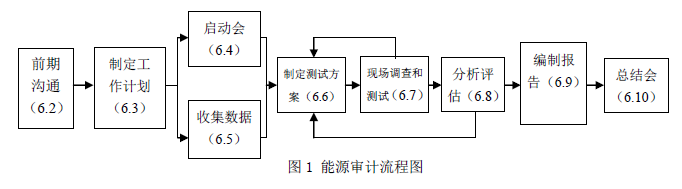 前期
沟通
（6.2）
制定工
作计划
（6.3）
启动会
（6.4）
收集数据
（6.5）
制定测试方
案（6.6）
现场调查和
测试（6.7）
分析评
估（6.8）
编制报
告（6.9）
总结会
（6.10）
图 1 能源审计流程图